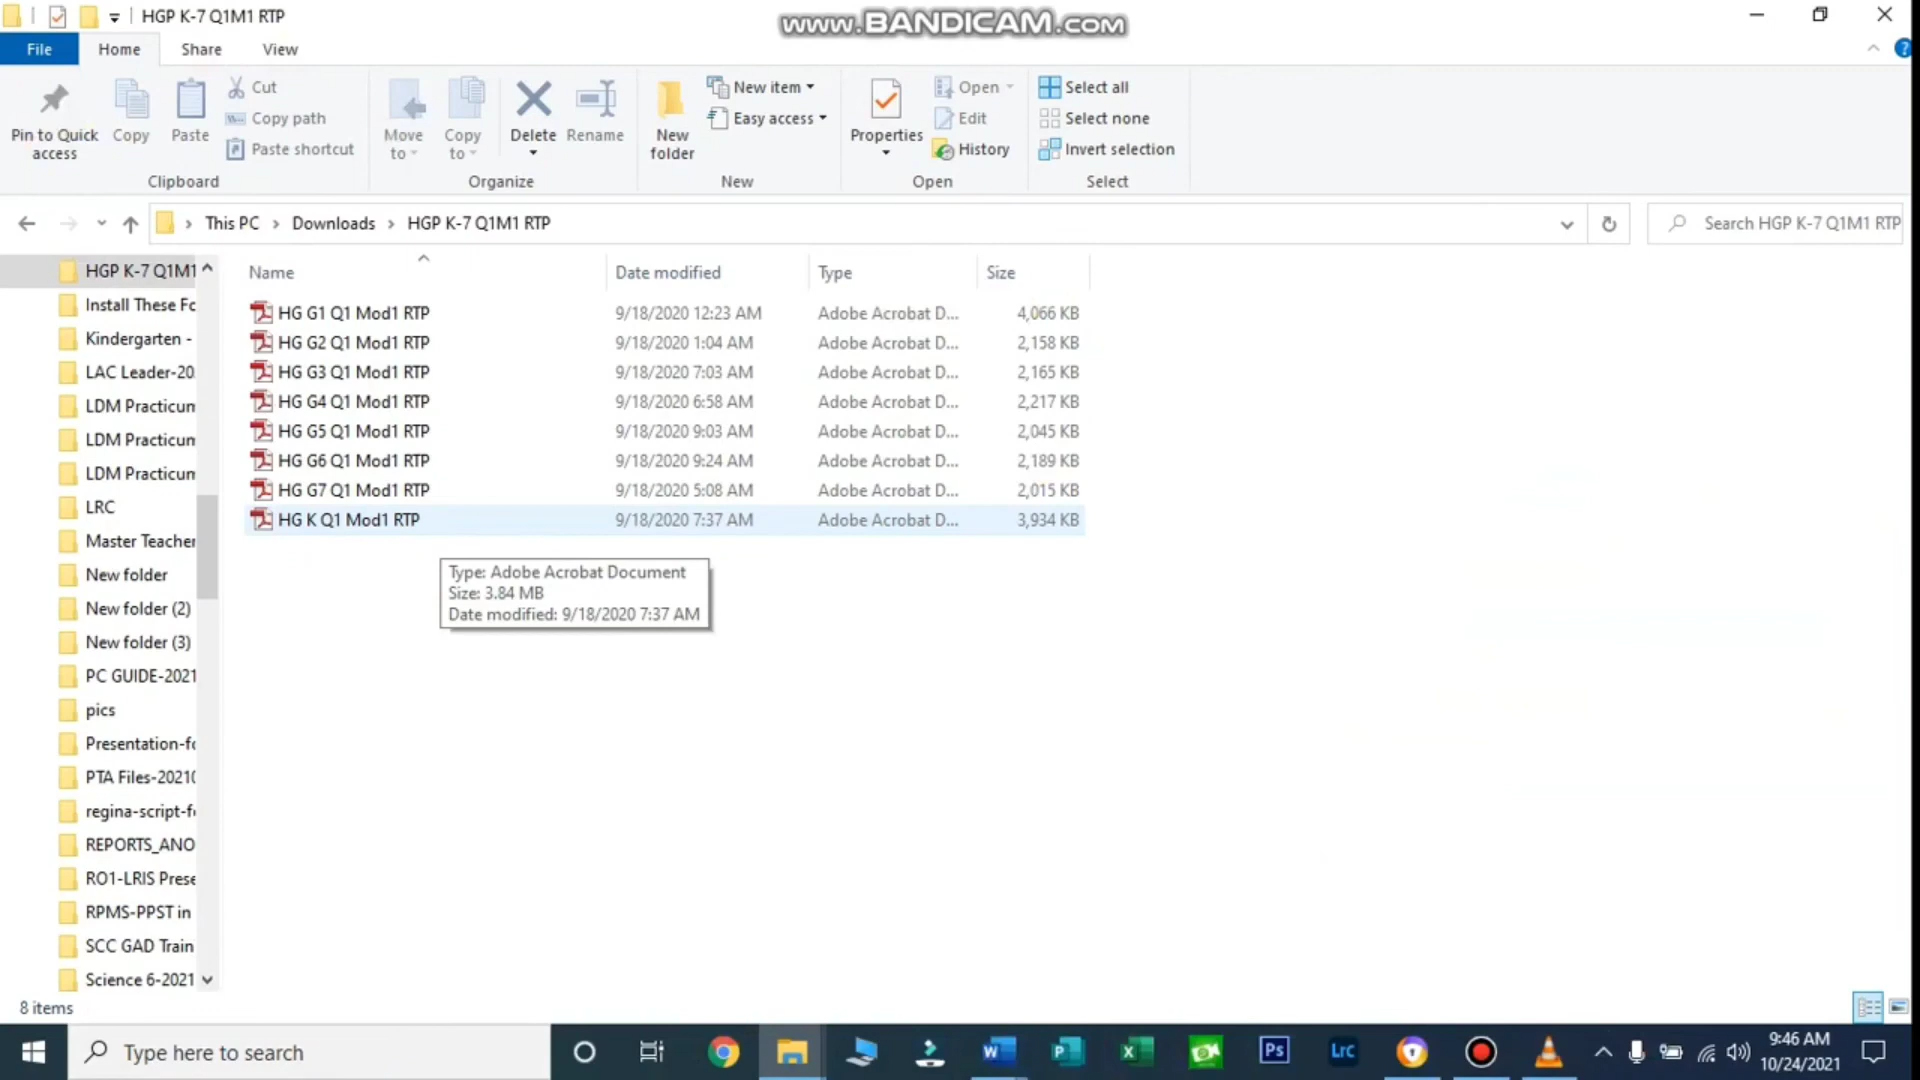 HGP K-7 Q1M1 RTP
www.BANDICAM.com
File
Home
Share
View
Pin to Quick access
Copy
Paste
Cut
Copy path
Paste shortcut
Clipboard
Move to
Copy to
Delete
Rename
Organize
New folder
New item
Easy access
New
Properties
Open
Edit
History
Open
Select all
Select none
Invert selection
Select
This PC
Downloads
HGP K-7 Q1M1 RTP
Search HGP K-7 Q1M1 RTP
HGP K-7 Q1M1
Install These Fo
Kindergarten -
LAC Leader-20
LDM Practicum
LDM Practicum
LDM Practicum
LRC
Master Teacher
New folder
New folder (2)
New folder (3)
PC GUIDE-2021
pics
Presentation-fo
PTA Files-20210
regina-script-f
REPORTS_ANO
RO1-LRIS Prese
RPMS-PPST in
SCC GAD Train
Science 6-2021
Name Date modified Type Size
HG G1 Q1 Mod1 RTP 9/18/2020 12:23 AM Adobe Acrobat D... 4,066 KB
HG G2 Q1 Mod1 RTP 9/18/2020 1:04 AM Adobe Acrobat D... 2,158 KB
HG G3 Q1 Mod1 RTP 9/18/2020 7:03 AM Adobe Acrobat D... 2,165 KB
HG G4 Q1 Mod1 RTP 9/18/2020 6:58 AM Adobe Acrobat D... 2,217 KB
HG G5 Q1 Mod1 RTP 9/18/2020 9:03 AM Adobe Acrobat D... 2,045 KB
HG G6 Q1 Mod1 RTP 9/18/2020 9:24 AM Adobe Acrobat D... 2,189 KB
HG G7 Q1 Mod1 RTP 9/18/2020 5:08 AM Adobe Acrobat D... 2,015 KB
HG K Q1 Mod1 RTP 9/18/2020 7:37 AM Adobe Acrobat D... 3,934 KB
Type: Adobe Acrobat Document
Size: 3.84 MB
Date modified: 9/18/2020 7:37 AM
8 items
Type here to search
Ps
Lrc
9:46 AM
10/24/2021